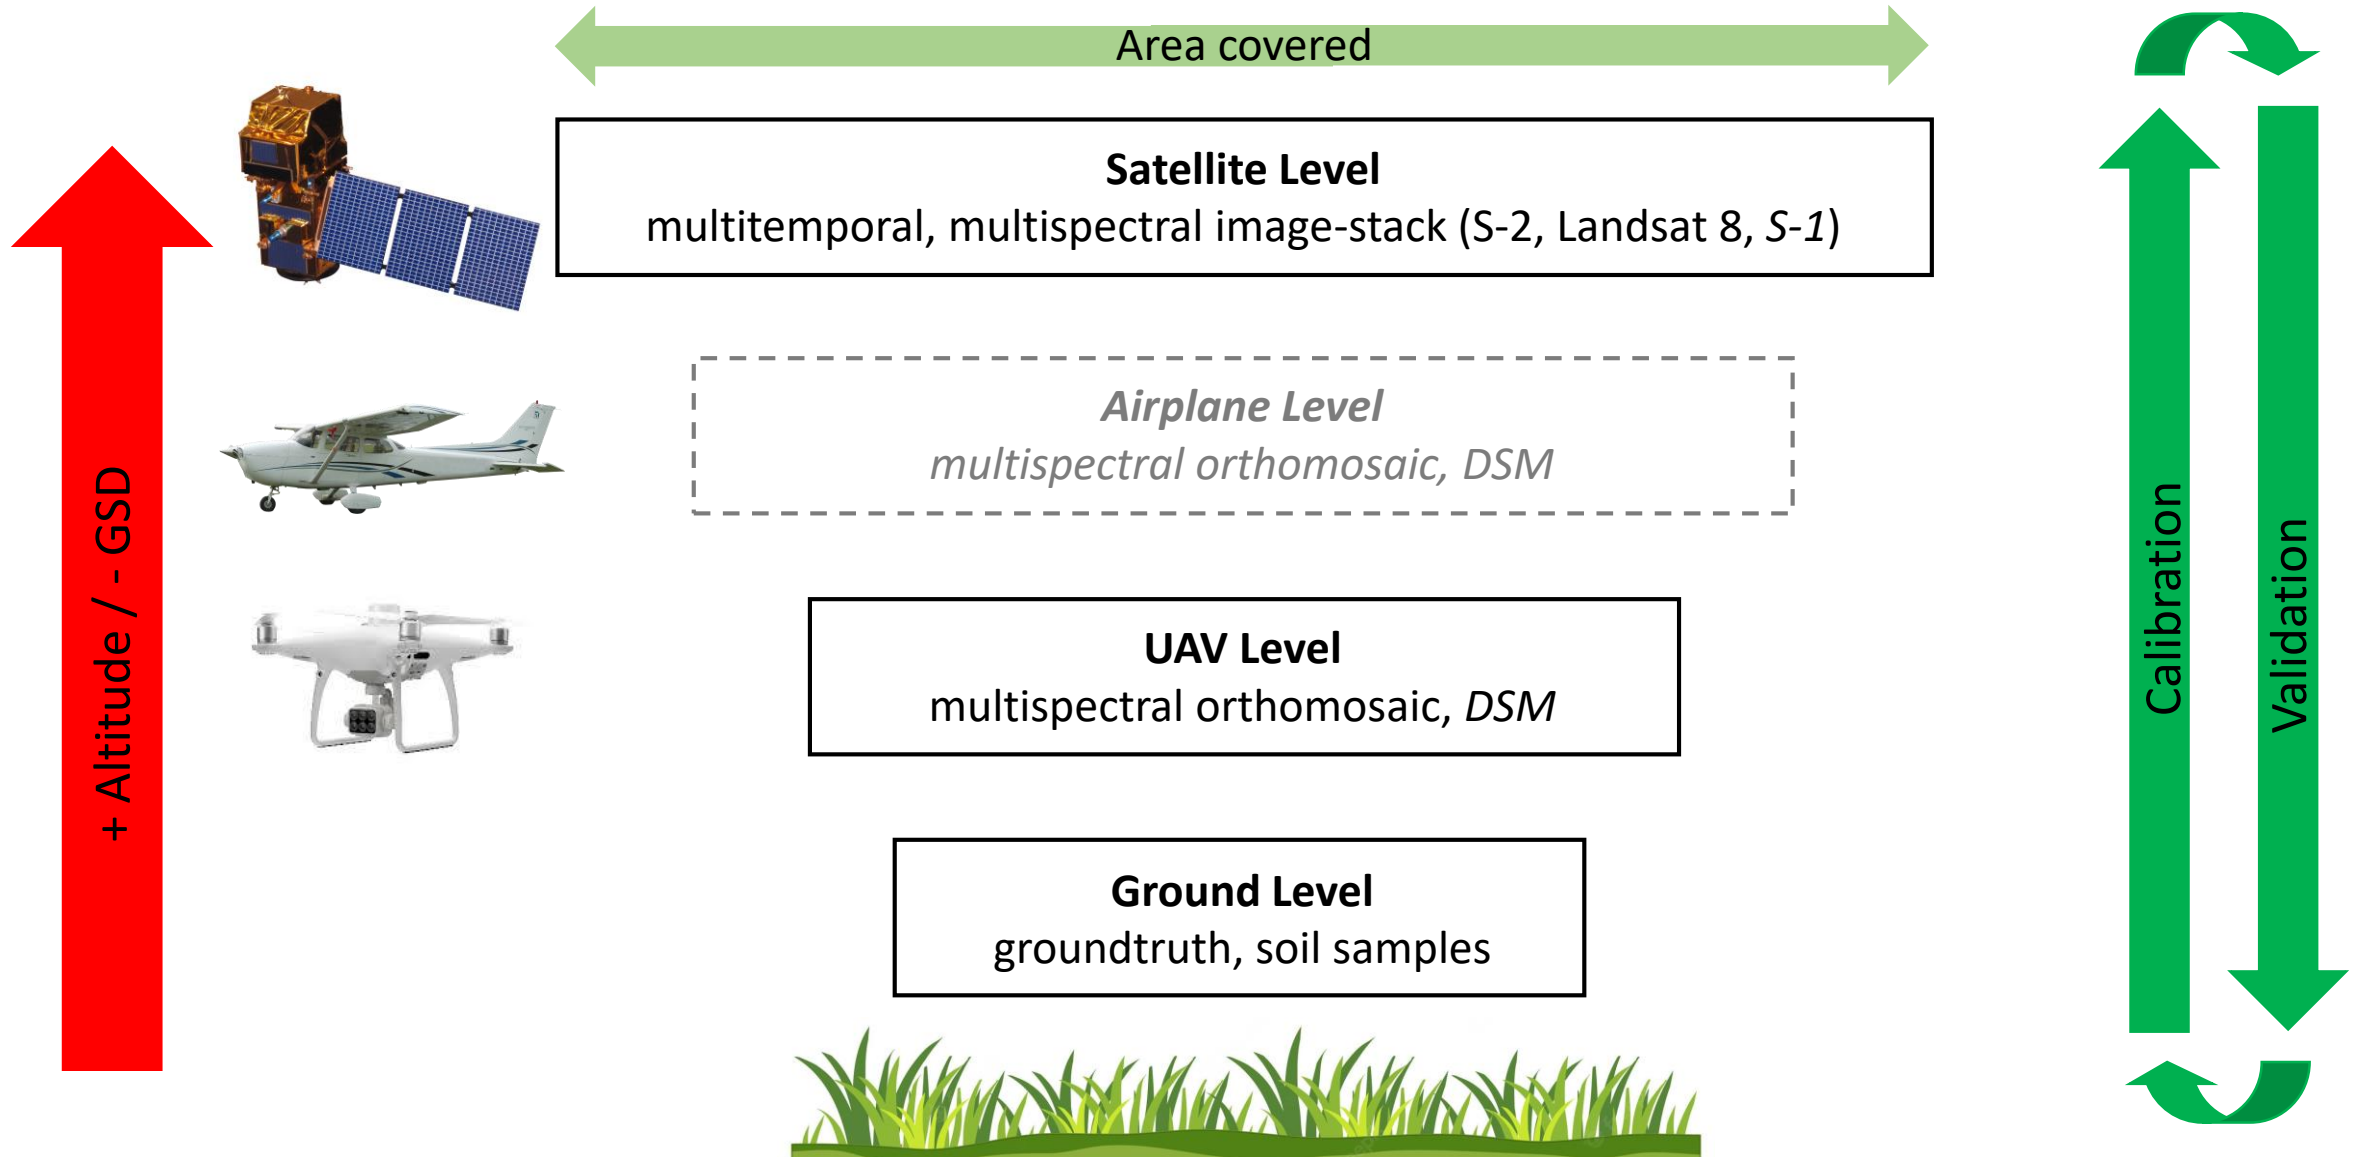 Area covered
Satellite Level
multitemporal, multispectral image-stack (S-2, Landsat 8, S-1)
Airplane Level
multispectral orthomosaic, DSM
UAV Level
multispectral orthomosaic, DSM
Ground Level
groundtruth, soil samples
+ Altitude / - GSD
Calibration
Validation